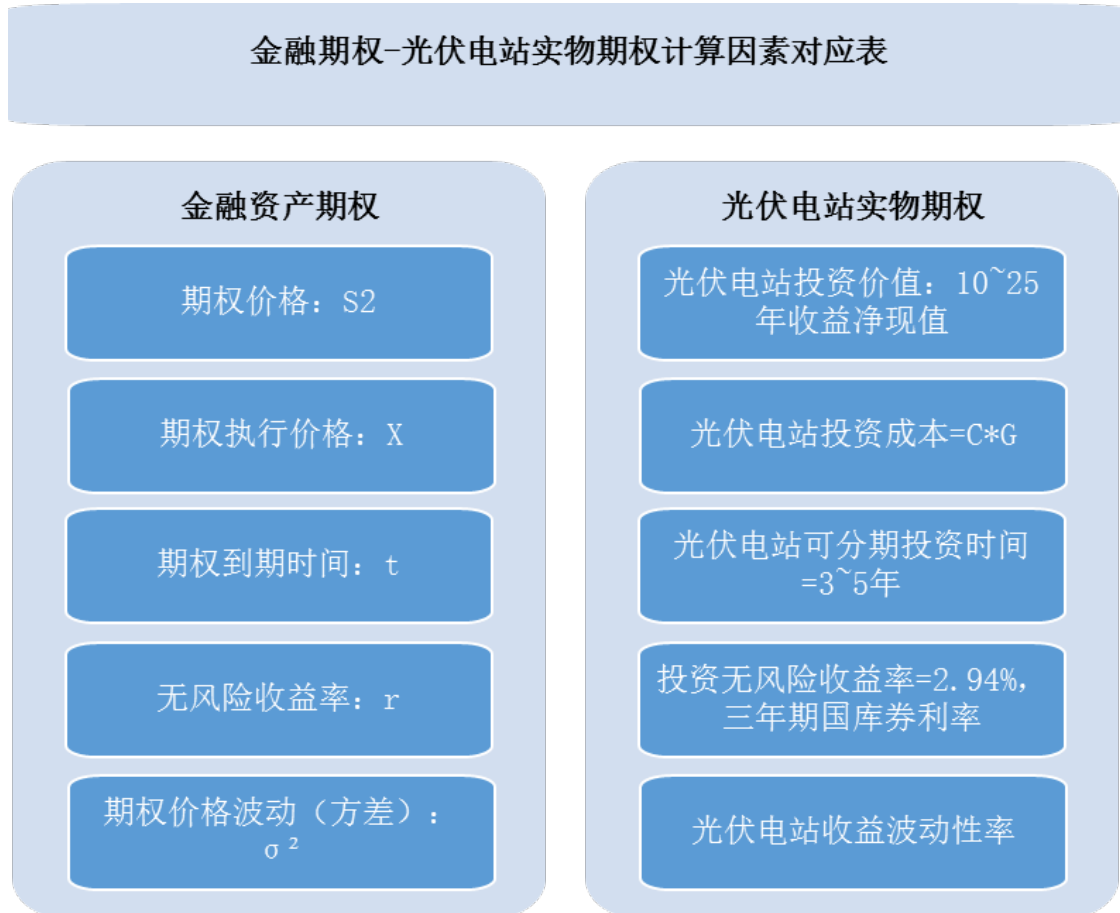 金融期权-光伏电站实物期权计算因素对应表
金融资产期权
期权价格：S2
期权执行价格：X
期权到期时间：t
无风险收益率：r
期权价格波动（方差）：
σ²
光伏电站实物期权
光伏电站投资价值：10~25
年收益净现值
光伏电站投资成本=C*G
光伏电站可分期投资时间
=3~5年
投资无风险收益率=2.94%，
三年期国库券利率
光伏电站收益波动性率